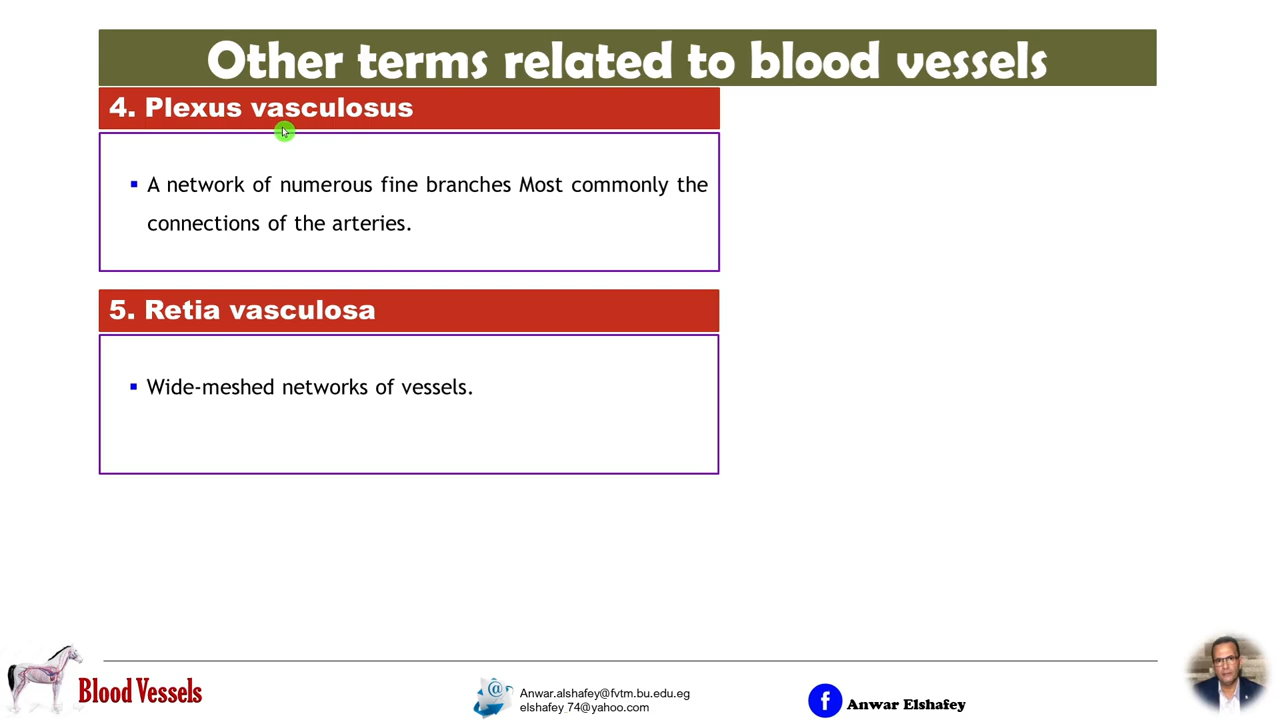 Other terms related to blood vessels
4. Plexus vasculosus
▪ A network of numerous fine branches Most commonly the
connections of the arteries.
5. Retia vasculosa
▪ Wide-meshed networks of vessels.
Blood Vessels
@
Anwar.alshafey@fvtm.bu.edu.eg
elshafey_74@yahoo.com
f
Anwar Elshafey